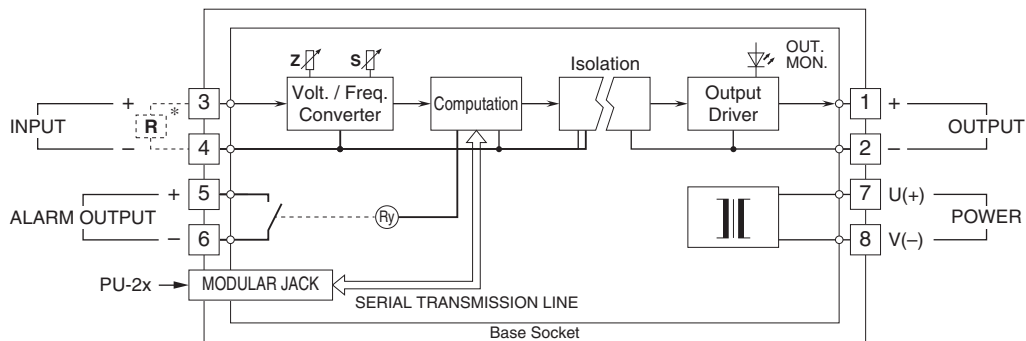 Z
S
OUT.
MON.
Isolation
Volt. / Freq.
Converter
Computation
Output
Driver
INPUT
+
–
R
*
3
4
1
+
2
–
OUTPUT
ALARM OUTPUT
+
–
5
6
Ry
7
U(+)
8
V(–)
POWER
PU-2x
MODULAR JACK
SERIAL TRANSMISSION LINE
Base Socket